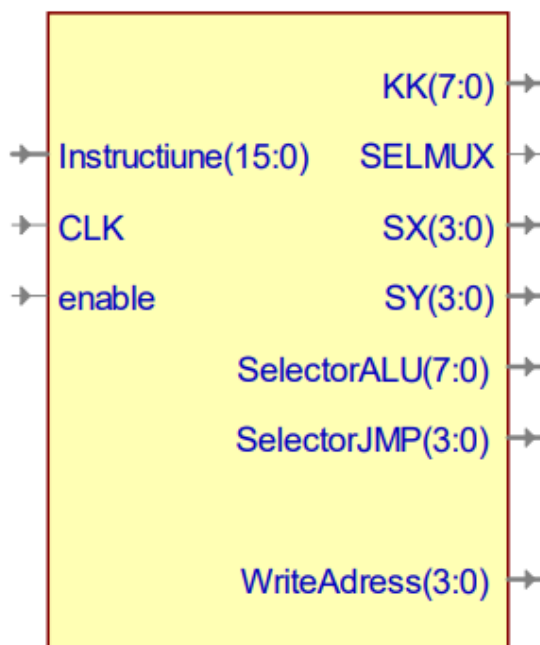 KK(7:0)
Instructiune(15:0) SELMUX
CLK SX(3:0)
enable SY(3:0)
SelectorALU(7:0)
SelectorJMP(3:0)
WriteAdress(3:0)